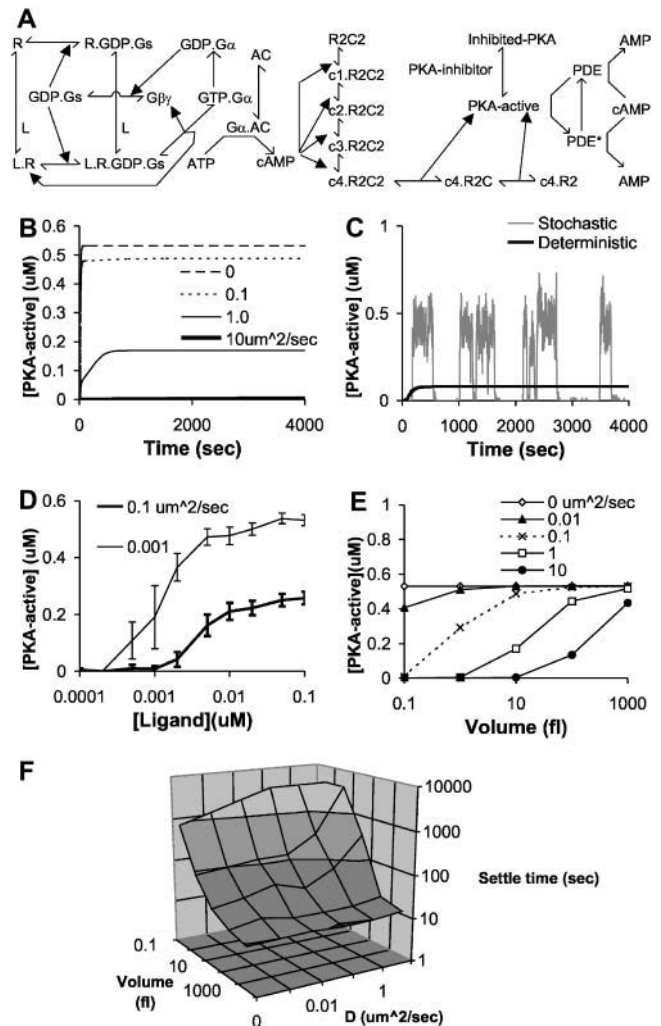 A
R
R.GDP.Gs
GDP.Gα
AC
GDP.Gs
Gβγ
GTP.Gα
Gα.AC
L
L
L.R
L.R.GDP.Gs
ATP
cAMP
R2C2
c1.R2C2
c2.R2C2
c3.R2C2
c4.R2C2
c4.R2C
c4.R2
Inhibited-PKA
PKA-inhibitor
PKA-active
PDE
PDE*
AMP
cAMP
AMP
B
[PKA-active] (uM)
0.6
0.5
0.4
0.3
0.2
0.1
0
0
0.1
1.0
10um^2/sec
0 2000 4000
Time (sec)
C
[PKA-active] (uM)
1
0.5
0
Stochastic
Deterministic
0 1000 2000 3000 4000
Time (sec)
D
[PKA-active] (uM)
0.6
0.4
0.2
0
0.1 um^2/sec
0.001
0.0001 0.001 0.01 0.1
[Ligand](uM)
E
[PKA-active](uM)
1
0.8
0.6
0.4
0.2
0
0 um^2/sec
0.01
0.1
1
10
0.1 1 10 100 1000
Volume (fl)
F
10000
1000
100
10
1
Settle time (sec)
0.1
10
1000
Volume
(fl)
0
0.01
1
D (um^2/sec)